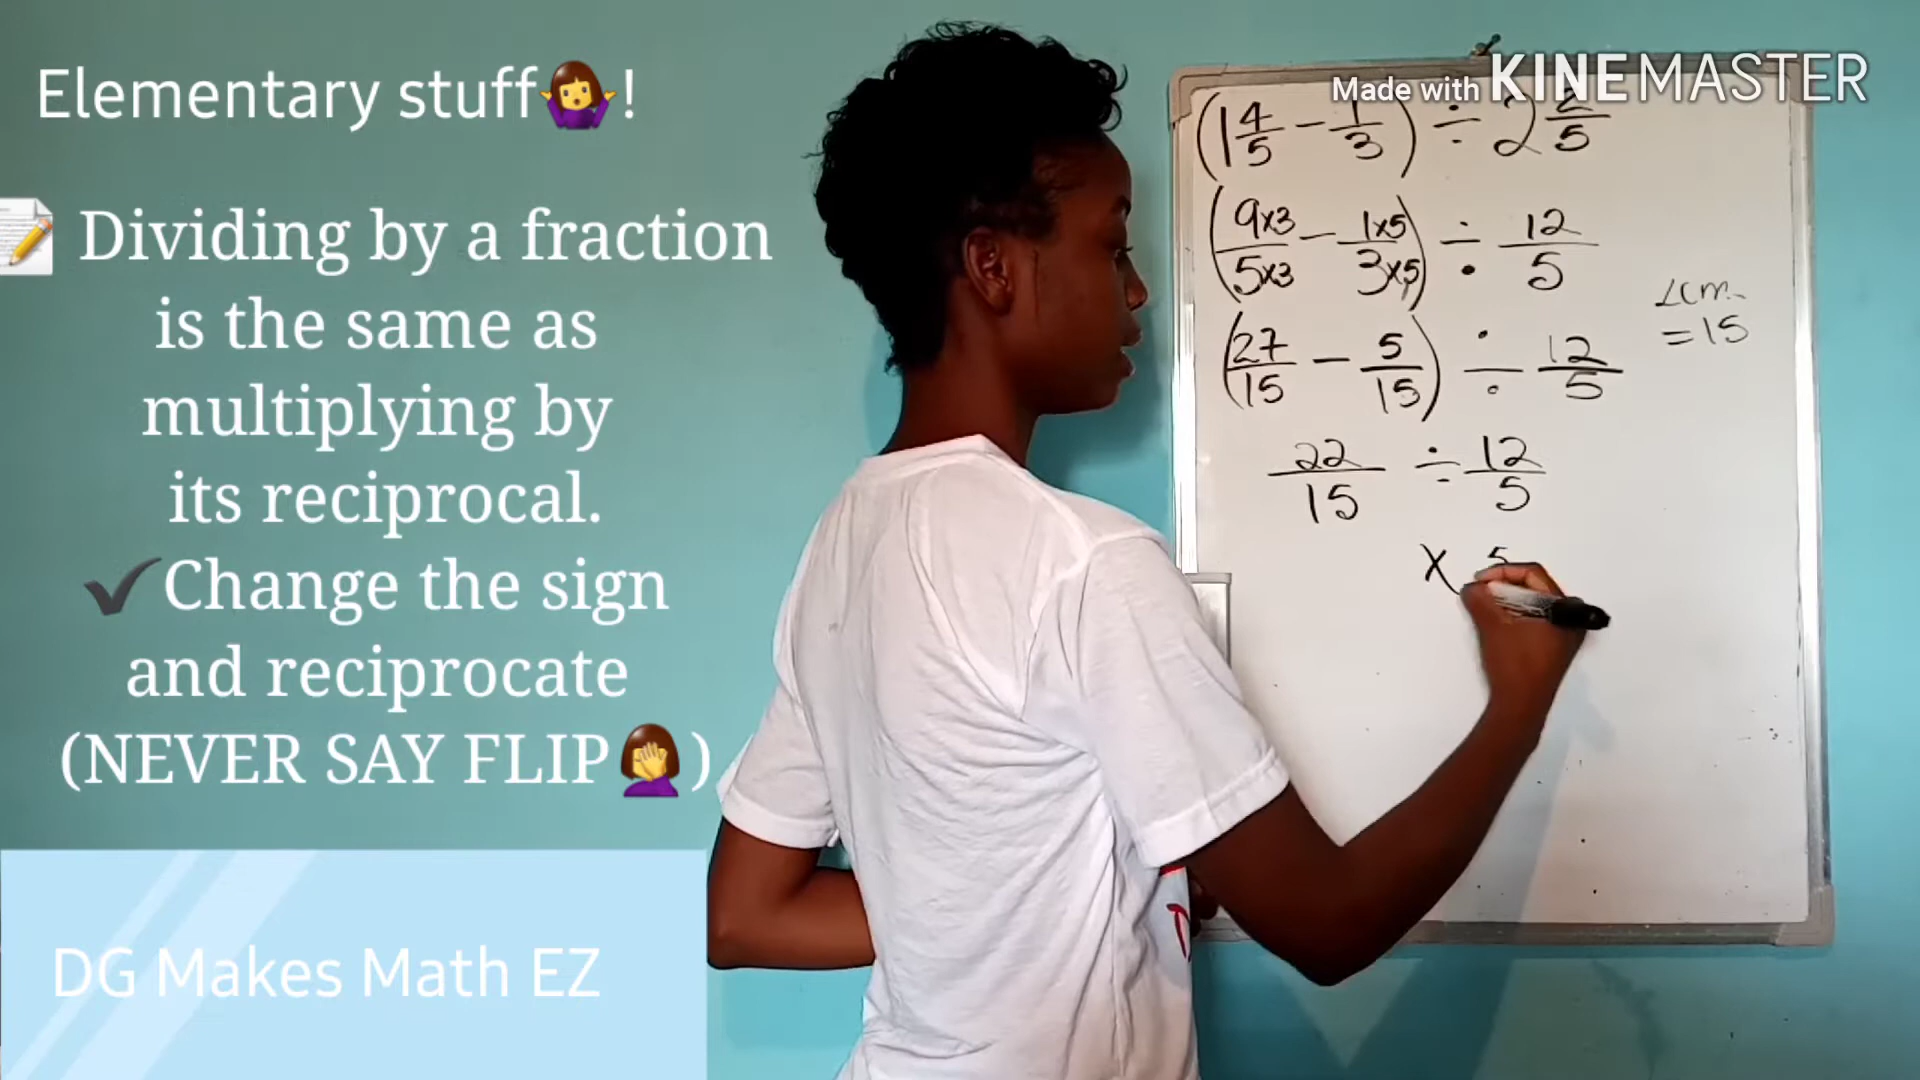 Elementary stuff🤷‍♀️!
📝 Dividing by a fraction
is the same as
multiplying by
its reciprocal.
✔Change the sign
and reciprocate
(NEVER SAY FLIP🤦‍♀️)
DG Makes Math EZ
Made with KINEMASTER
(1 4/5 − 1/3) ÷ 2 2/5
(9x3/5x3 − 1x5/3x5) ÷ 12/5
Lcm
= 15
(27/15 − 5/15) ÷ 12/5
22/15 ÷ 12/5
x 5